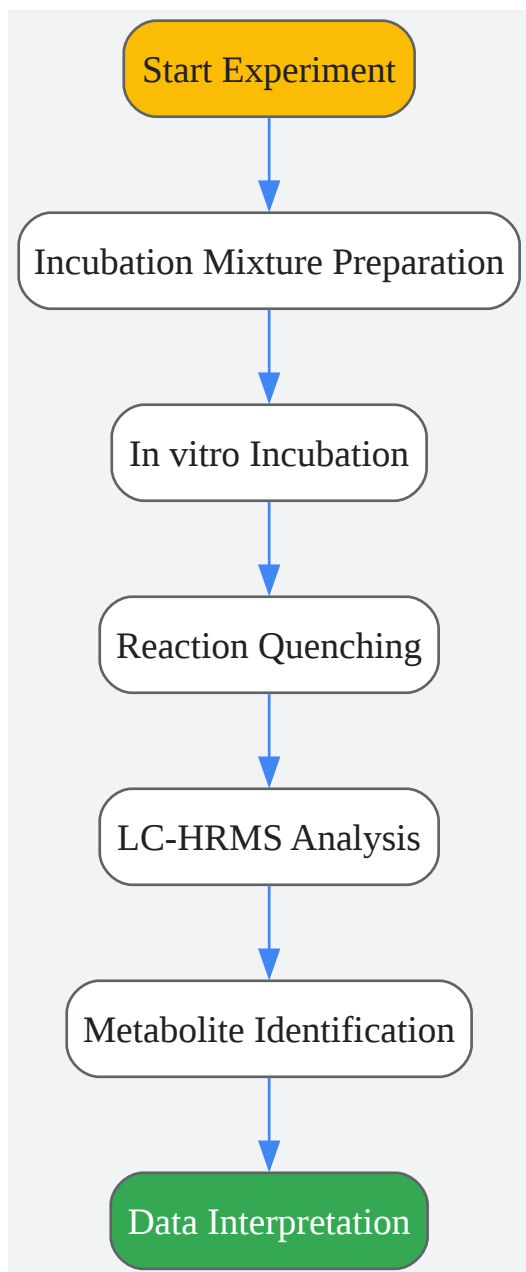 Start Experiment
Incubation Mixture Preparation
In vitro Incubation
Reaction Quenching
LC-HRMS Analysis
Metabolite Identification
Data Interpretation